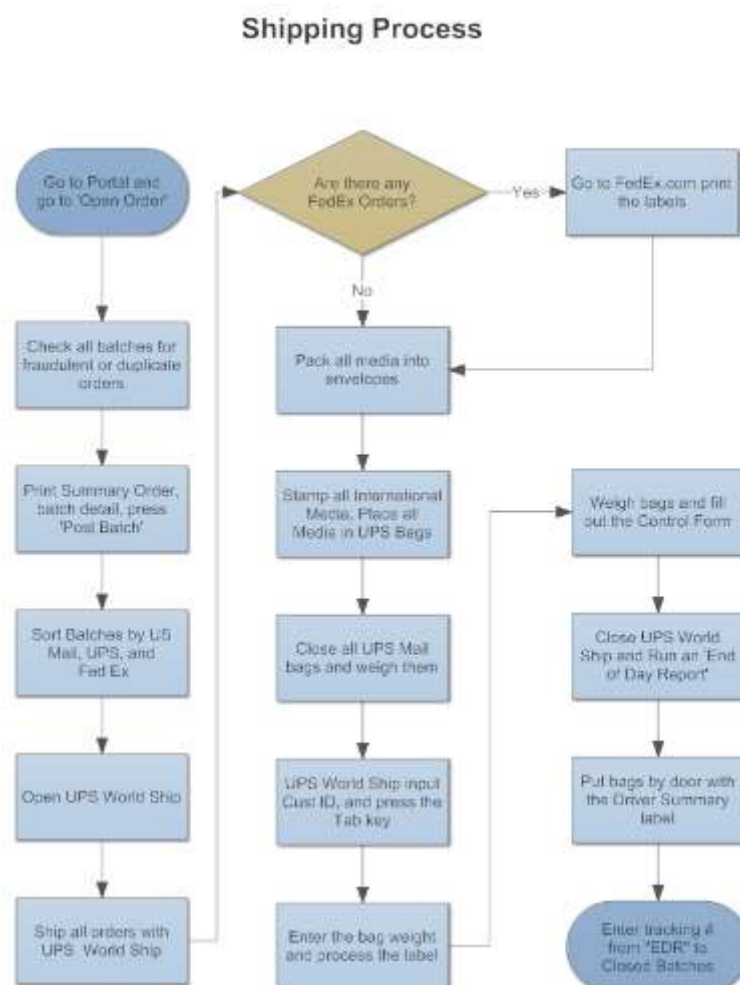 Shipping Process
Go to Portal and
go to 'Open Order'
Check all batches for
fraudulent or duplicate
orders
Print Summary Order,
batch detail, press
'Post Batch'
Sort Batches by US
Mail, UPS, and
Fed Ex
Open UPS World Ship
Ship all orders with
UPS World Ship
Are there any
FedEx Orders?
Yes
Go to FedEx.com print
the labels
No
Pack all media into
envelopes
Stamp all International
Media, Place all
Media in UPS Bags
Close all UPS Mail
bags and weigh them
UPS World Ship input
Cust ID, and press the
Tab key
Enter the bag weight
and process the label
Weigh bags and fill
out the Control Form
Close UPS World
Ship and Run an 'End
of Day Report'
Put bags by door with
the Driver Summary
label
Enter tracking #
from "EDR" to
Closed Batches